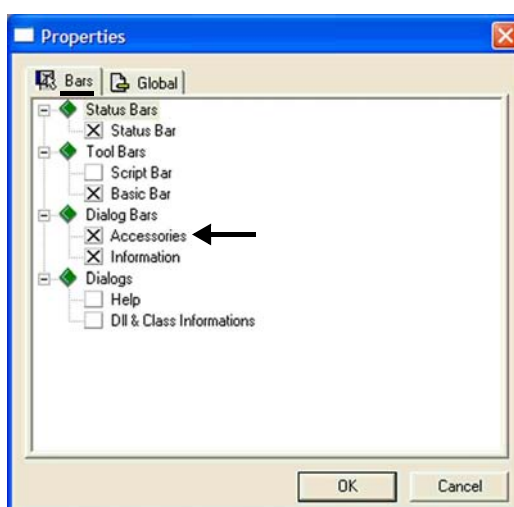 Properties
Bars Global
Status Bars
Status Bar
Tool Bars
Script Bar
Basic Bar
Dialog Bars
Accessories
Information
Dialogs
Help
Dll & Class Informations
OK Cancel